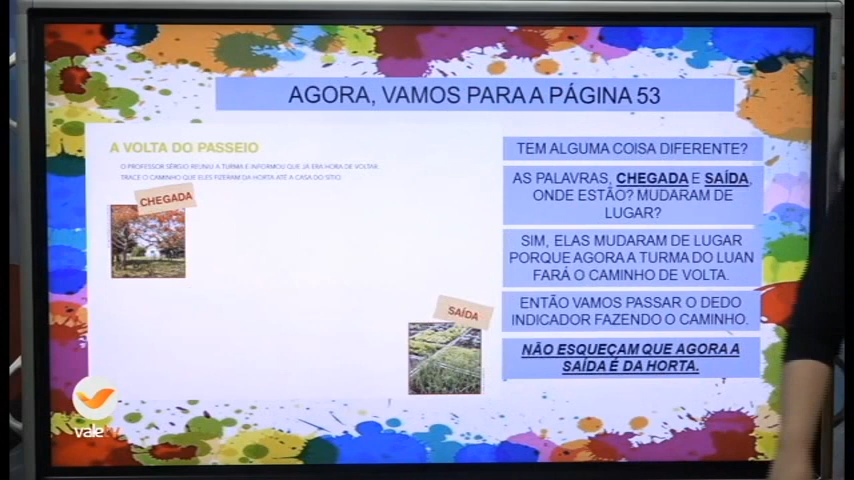 AGORA, VAMOS PARA A PÁGINA 53
A VOLTA DO PASSEIO
O PROFESSOR SÉRGIO REUNIU A TURMA E INFORMOU QUE JÁ ERA HORA DE VOLTAR.
TRACE O CAMINHO QUE ELES FIZERAM DA HORTA ATÉ A CASA DO SÍTIO.
CHEGADA
SAÍDA
TEM ALGUMA COISA DIFERENTE?
AS PALAVRAS, CHEGADA E SAÍDA,
ONDE ESTÃO? MUDARAM DE
LUGAR?
SIM, ELAS MUDARAM DE LUGAR
PORQUE AGORA A TURMA DO LUAN
FARÁ O CAMINHO DE VOLTA.
ENTÃO VAMOS PASSAR O DEDO
INDICADOR FAZENDO O CAMINHO.
NÃO ESQUEÇAM QUE AGORA A
SAÍDA É DA HORTA.
valetv